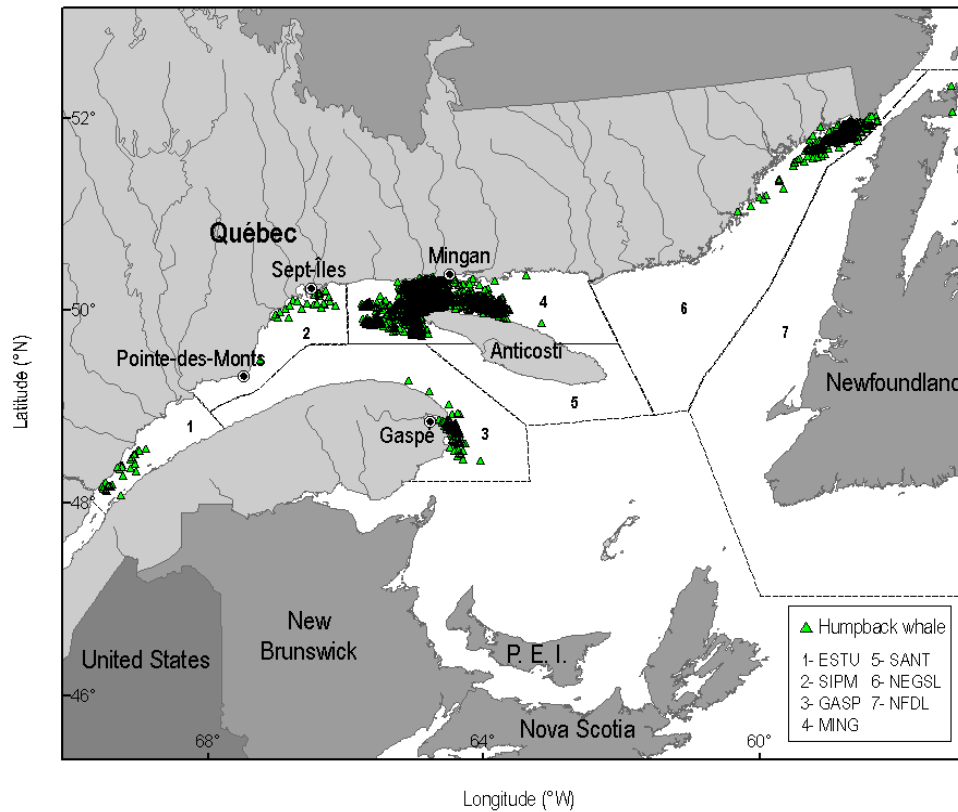 52°
Québec
Sept-Îles
Mingan
50°
2
4
6
7
Pointe-des-Monts
Anticosti
Newfoundland
1
5
Gaspé
3
48°
Latitude (°N)
New
Brunswick
United States
P. E. I.
46°
Nova Scotia
Humpback whale
1- ESTU 5- SANT
2- SIPM 6- NEGSL
3- GASP 7- NFDL
4- MING
68° 64° 60°
Longitude (°W)